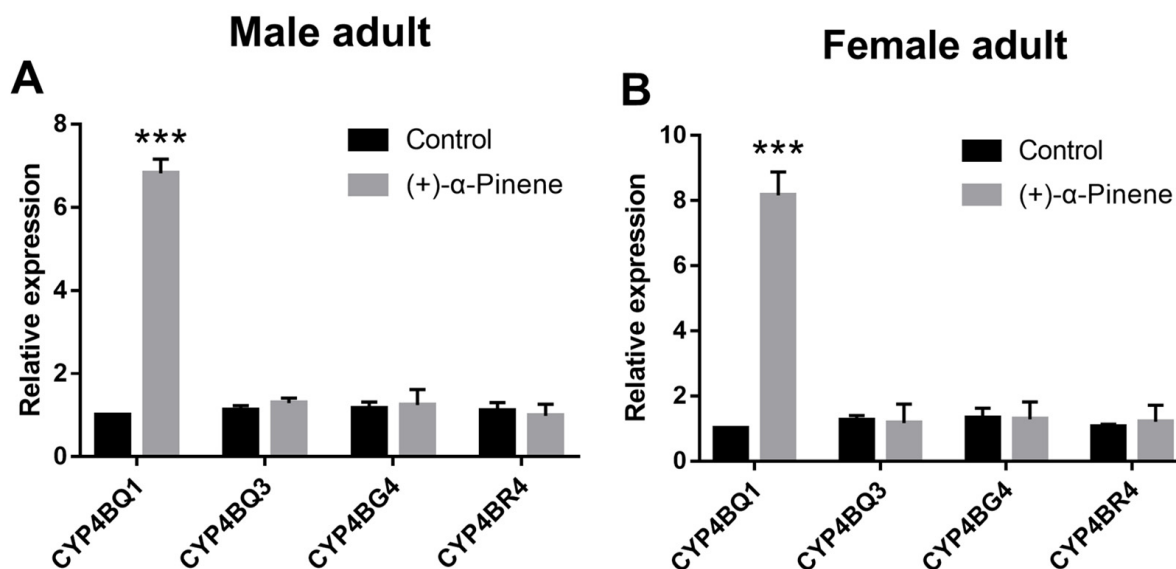 Male adult
A
Relative expression
8
6
4
2
0
***
Control
(+)-α-Pinene
CYP4BQ1
CYP4BQ3
CYP4BG4
CYP4BR4
Female adult
B
Relative expression
10
8
6
4
2
0
***
Control
(+)-α-Pinene
CYP4BQ1
CYP4BQ3
CYP4BG4
CYP4BR4